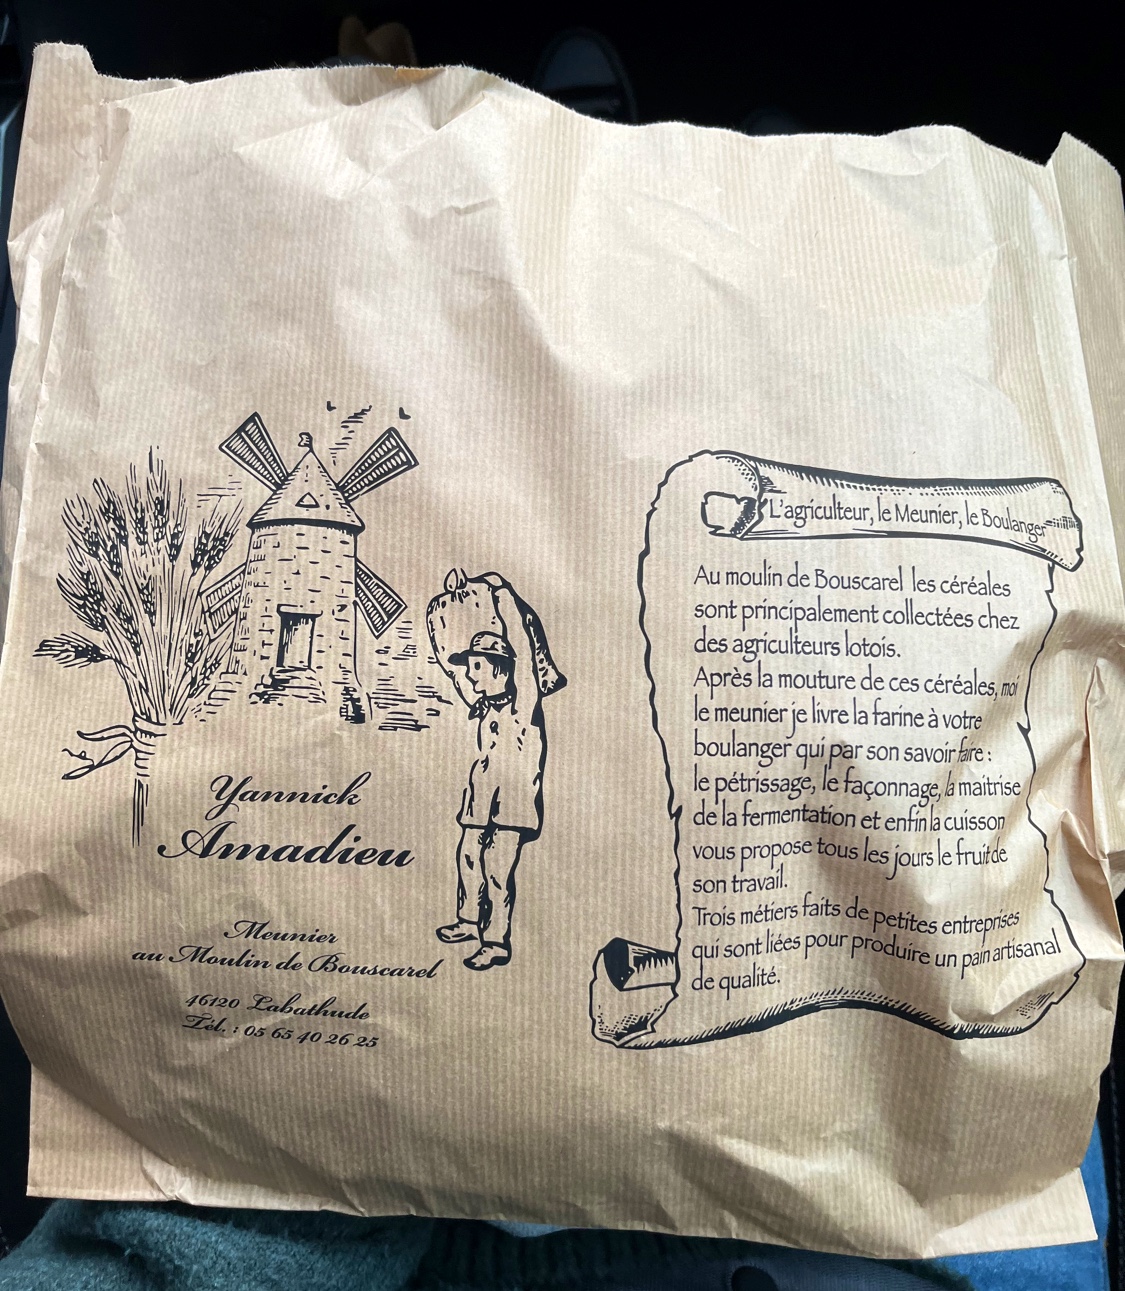 Yannick
Amadieu
Meunier
au Moulin de Bouscarel
46120 Labathude
Tél. : 05 65 40 26 25
L'agriculteur, le Meunier, le Boulanger
Au moulin de Bouscarel les céréales
sont principalement collectées chez
des agriculteurs lotois.
Après la mouture de ces céréales, moi
le meunier je livre la farine à votre
boulanger qui par son savoir faire :
le pétrissage, le façonnage, la maitrise
de la fermentation et enfin la cuisson
vous propose tous les jours le fruit de
son travail.
Trois métiers faits de petites entreprises
qui sont liées pour produire un pain artisanal
de qualité.